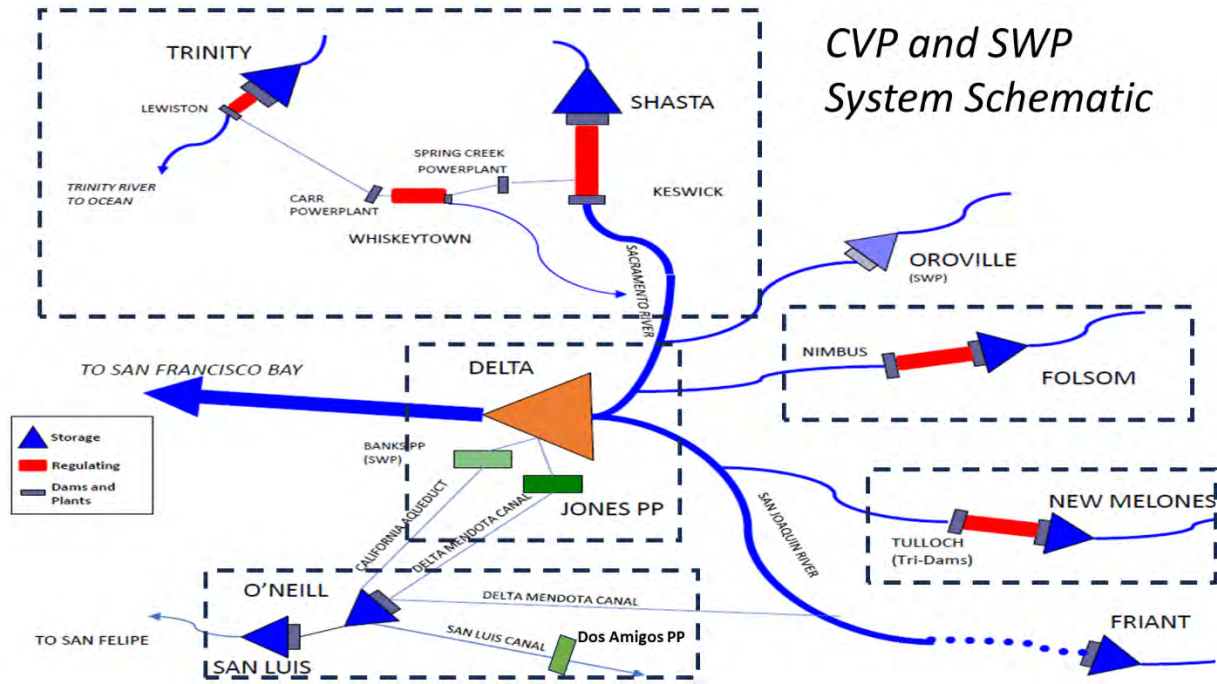 CVP and SWP
System Schematic
TRINITY
LEWISTON
TRINITY RIVER
TO OCEAN
SHASTA
SPRING CREEK
POWERPLANT
KESWICK
CARR
POWERPLANT
WHISKEYTOWN
SACRAMENTO RIVER
OROVILLE
(SWP)
NIMBUS
FOLSOM
TO SAN FRANCISCO BAY
DELTA
Storage
Regulating
Dams and
Plants
BANKS PP
(SWP)
JONES PP
CALIFORNIA AQUEDUCT
DELTA MENDOTA CANAL
SAN JOAQUIN RIVER
NEW MELONES
TULLOCH
(Tri-Dams)
O'NEILL
DELTA MENDOTA CANAL
TO SAN FELIPE
SAN LUIS
SAN LUIS CANAL
Dos Amigos PP
FRIANT